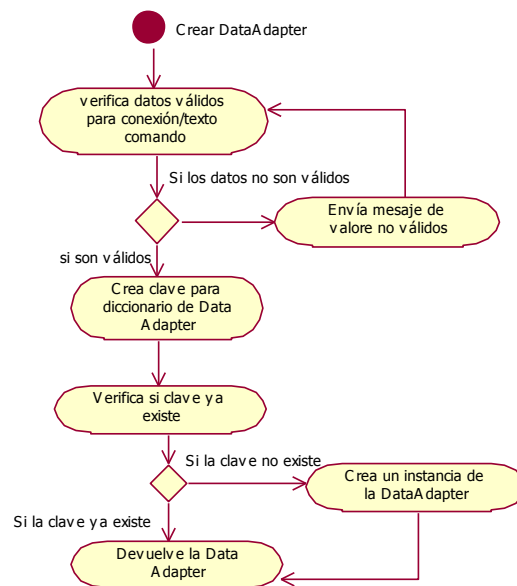 Crear DataAdapter
verifica datos válidos
para conexión/texto
comando
Si los datos no son válidos
Envía mesaje de
valore no válidos
si son válidos
Crea clave para
diccionario de Data
Adapter
Verifica si clave ya
existe
Si la clave no existe
Crea un instancia de
la DataAdapter
Si la clave ya existe
Devuelve la Data
Adapter